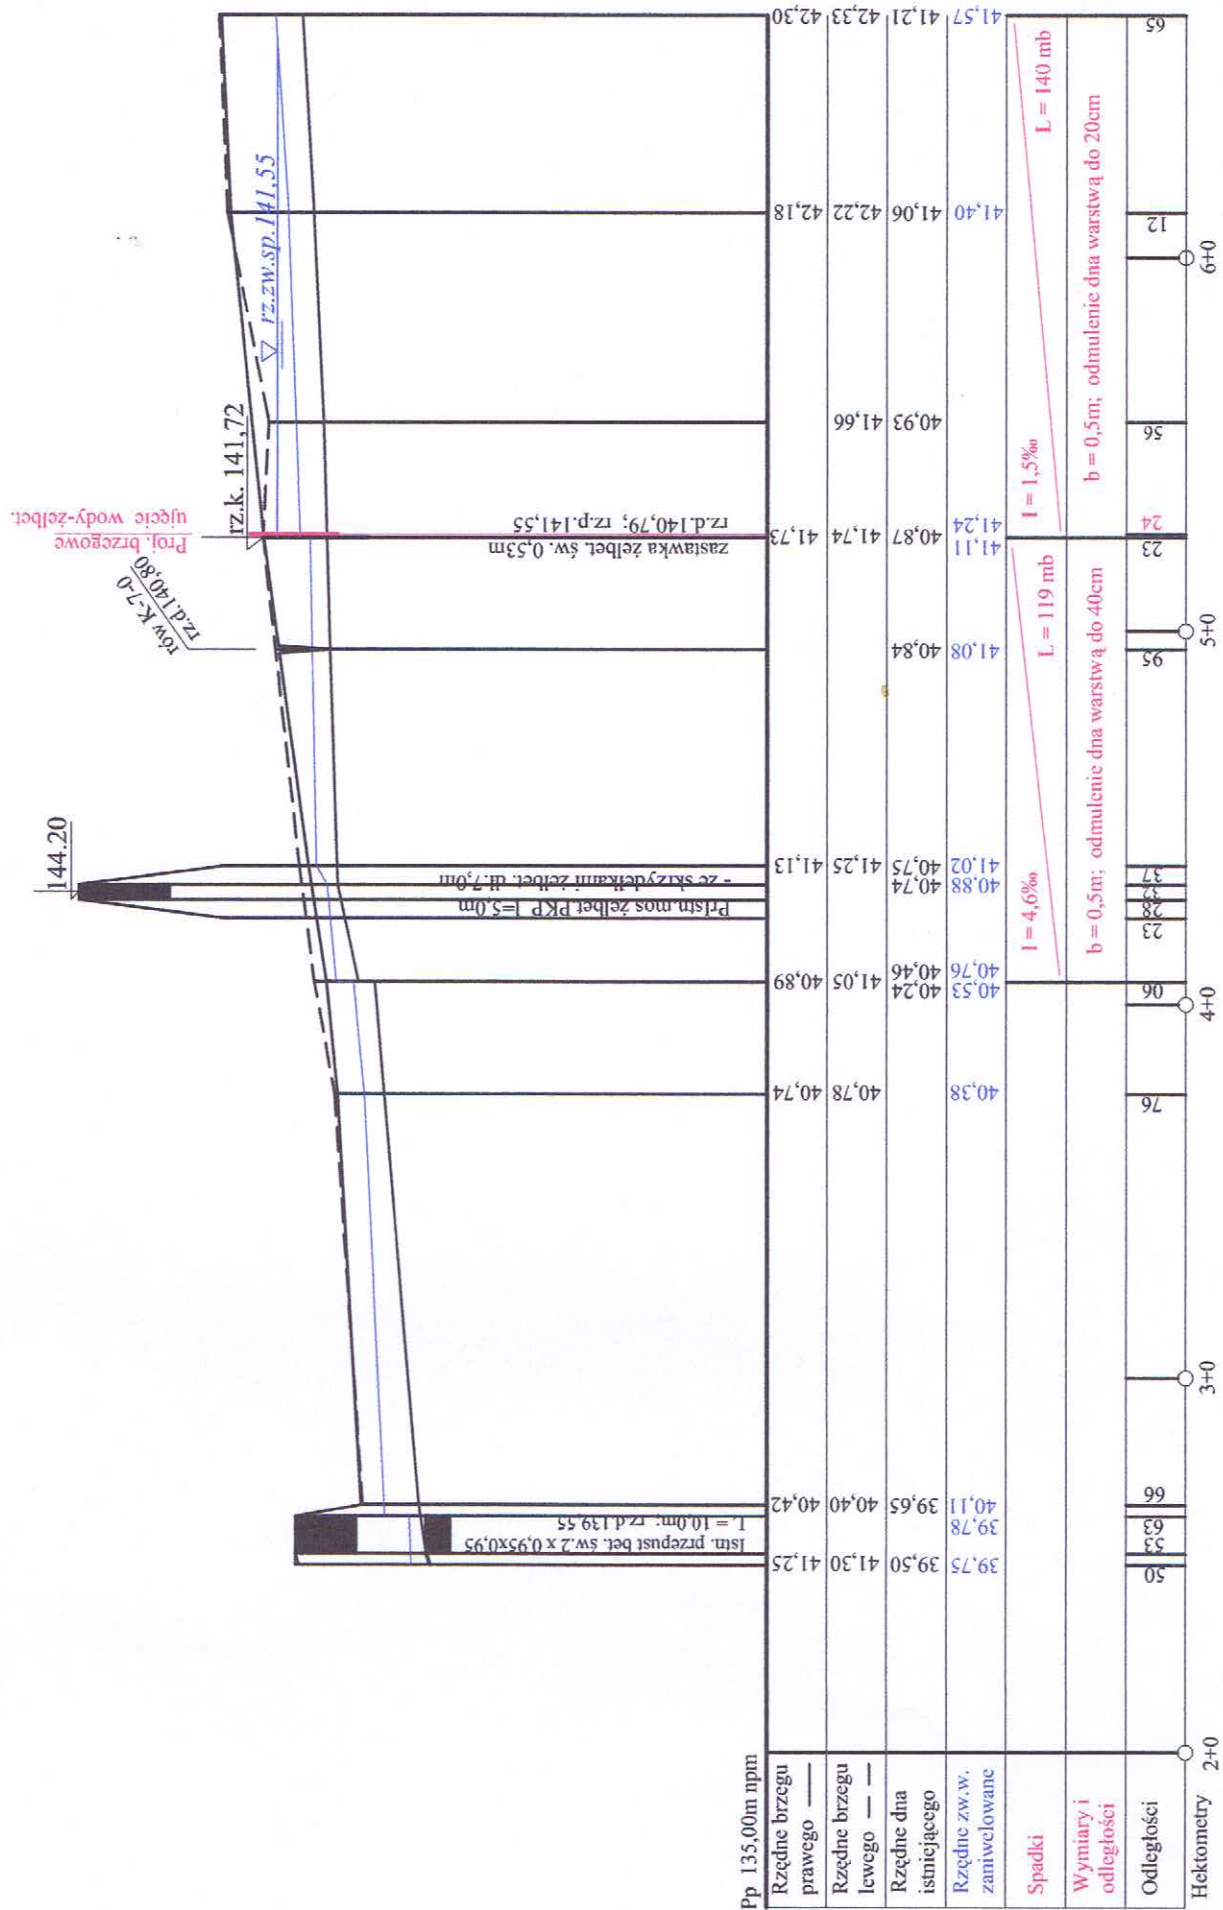 144.20
rów K-7-0
rz.d.140,80
Proj. brzegowe
ujęcie wody-żelbet.
rz.k. 141,72
rz.zw.sp.141,55
Istn. przepust bet. św.2 x 0,95x0,95
L = 10,0m; rz.d.139,55
Prlstn.mos żelbet PKP l=5,0m
- ze skrzydełkami żelbet. dł.7,0m
zastawka żelbet. św. 0,53m
rz.d.140,79; rz.p.141,55
Pp 135,00m npm
Rzędne brzegu
prawego
41,25 40,42 40,74 40,89 41,13 41,73 42,18 42,30
Rzędne brzegu
lewego
41,30 40,40 40,78 41,05 41,25 41,74 41,66 42,22 42,33
Rzędne dna
istniejącego
39,50 39,65 40,24 40,46 40,74 40,75 40,84 40,87 40,93 41,06 41,21
Rzędne zw.w.
zaniwelowane
39,75 39,78 40,11 40,38 40,53 40,76 40,88 41,02 41,08 41,11 41,24 41,40 41,57
Spadki
I = 4,6‰
L = 119 mb
I = 1,5‰
L = 140 mb
Wymiary i
odległości
b = 0,5m; odmulenie dna warstwą do 40cm
b = 0,5m; odmulenie dna warstwą do 20cm
Odległości
50 53 63 66 76 06 23 28 32 37 95 23 24 56 12 65
Hektometry
2+0 3+0 4+0 5+0 6+0